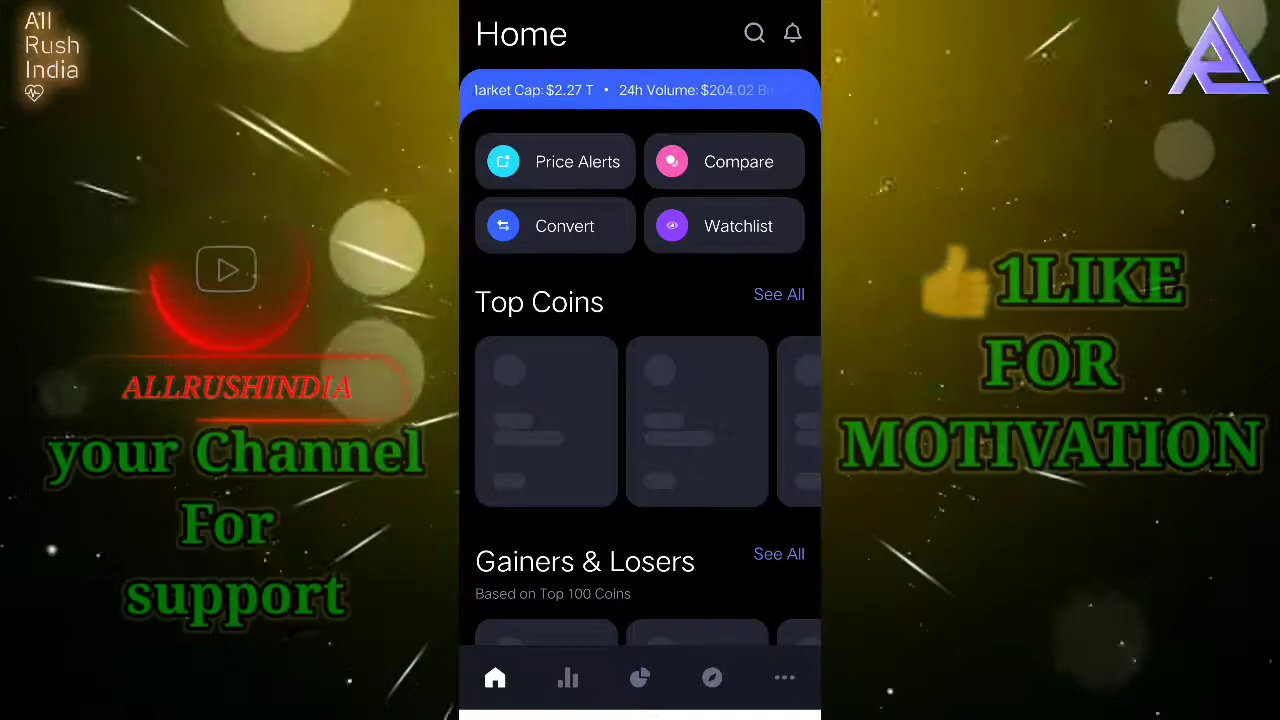 All
Rush
India
ALLRUSHINDIA
your Channel
For
support
Home
Market Cap: $2.27 T • 24h Volume: $204.02
Price Alerts
Compare
Convert
Watchlist
Top Coins
See All
Gainers & Losers
See All
Based on Top 100 Coins
👍1LIKE
FOR
MOTIVATION